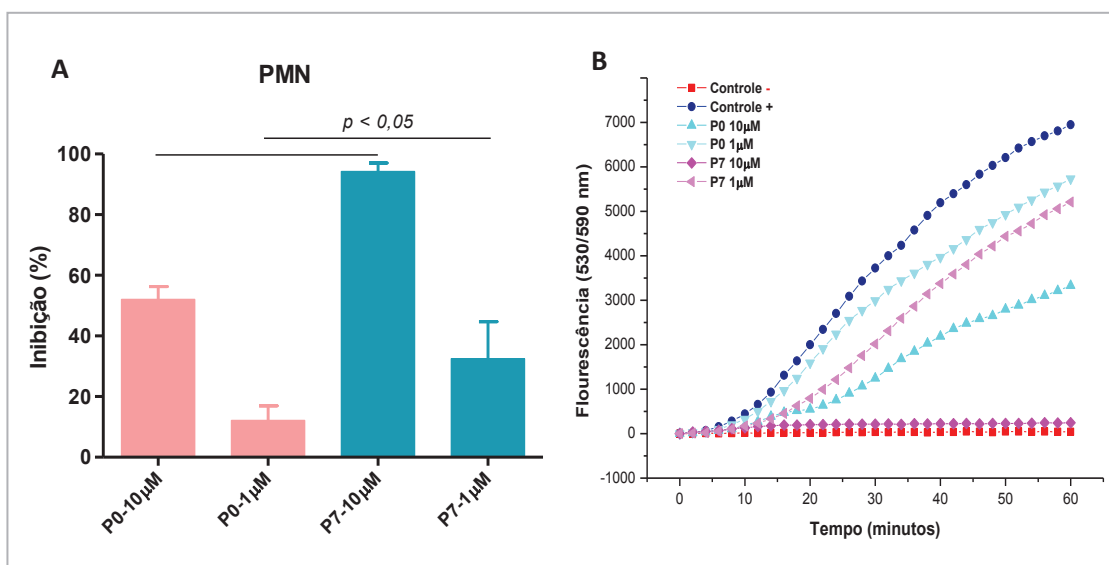 A
PMN
p < 0,05
Inibição (%)
100
80
60
40
20
0
P0-10µM
P0-1µM
P7-10µM
P7-1µM
B
Controle -
Controle +
P0 10µM
P0 1µM
P7 10µM
P7 1µM
Flourescência (530/590 nm)
7000
6000
5000
4000
3000
2000
1000
0
-1000
0 10 20 30 40 50 60
Tempo (minutos)